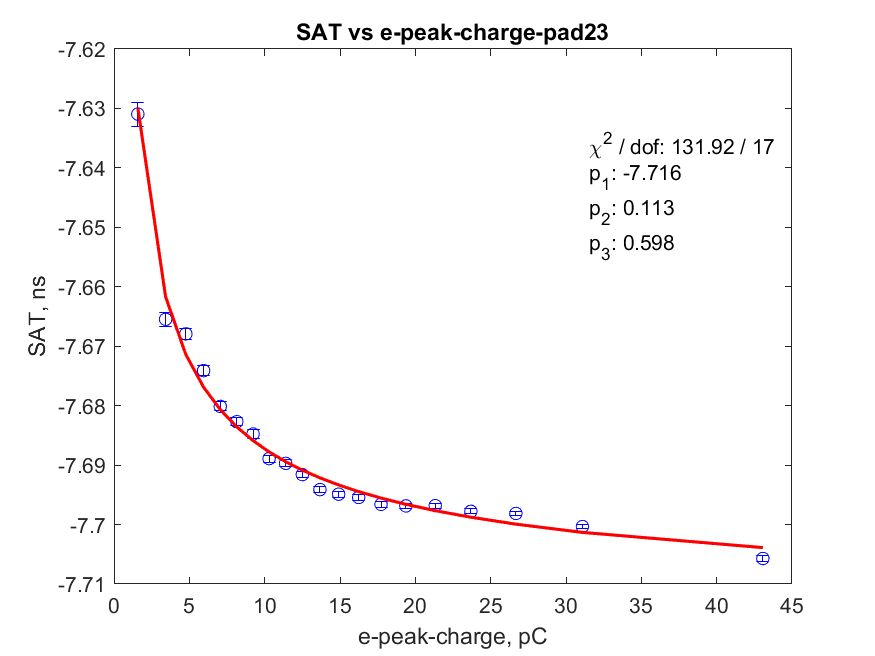 SAT vs e-peak-charge-pad23
-7.62
-7.63
-7.64
-7.65
-7.66
-7.67
-7.68
-7.69
-7.7
-7.71
SAT, ns
χ² / dof: 131.92 / 17
p₁: -7.716
p₂: 0.113
p₃: 0.598
0 5 10 15 20 25 30 35 40 45
e-peak-charge, pC